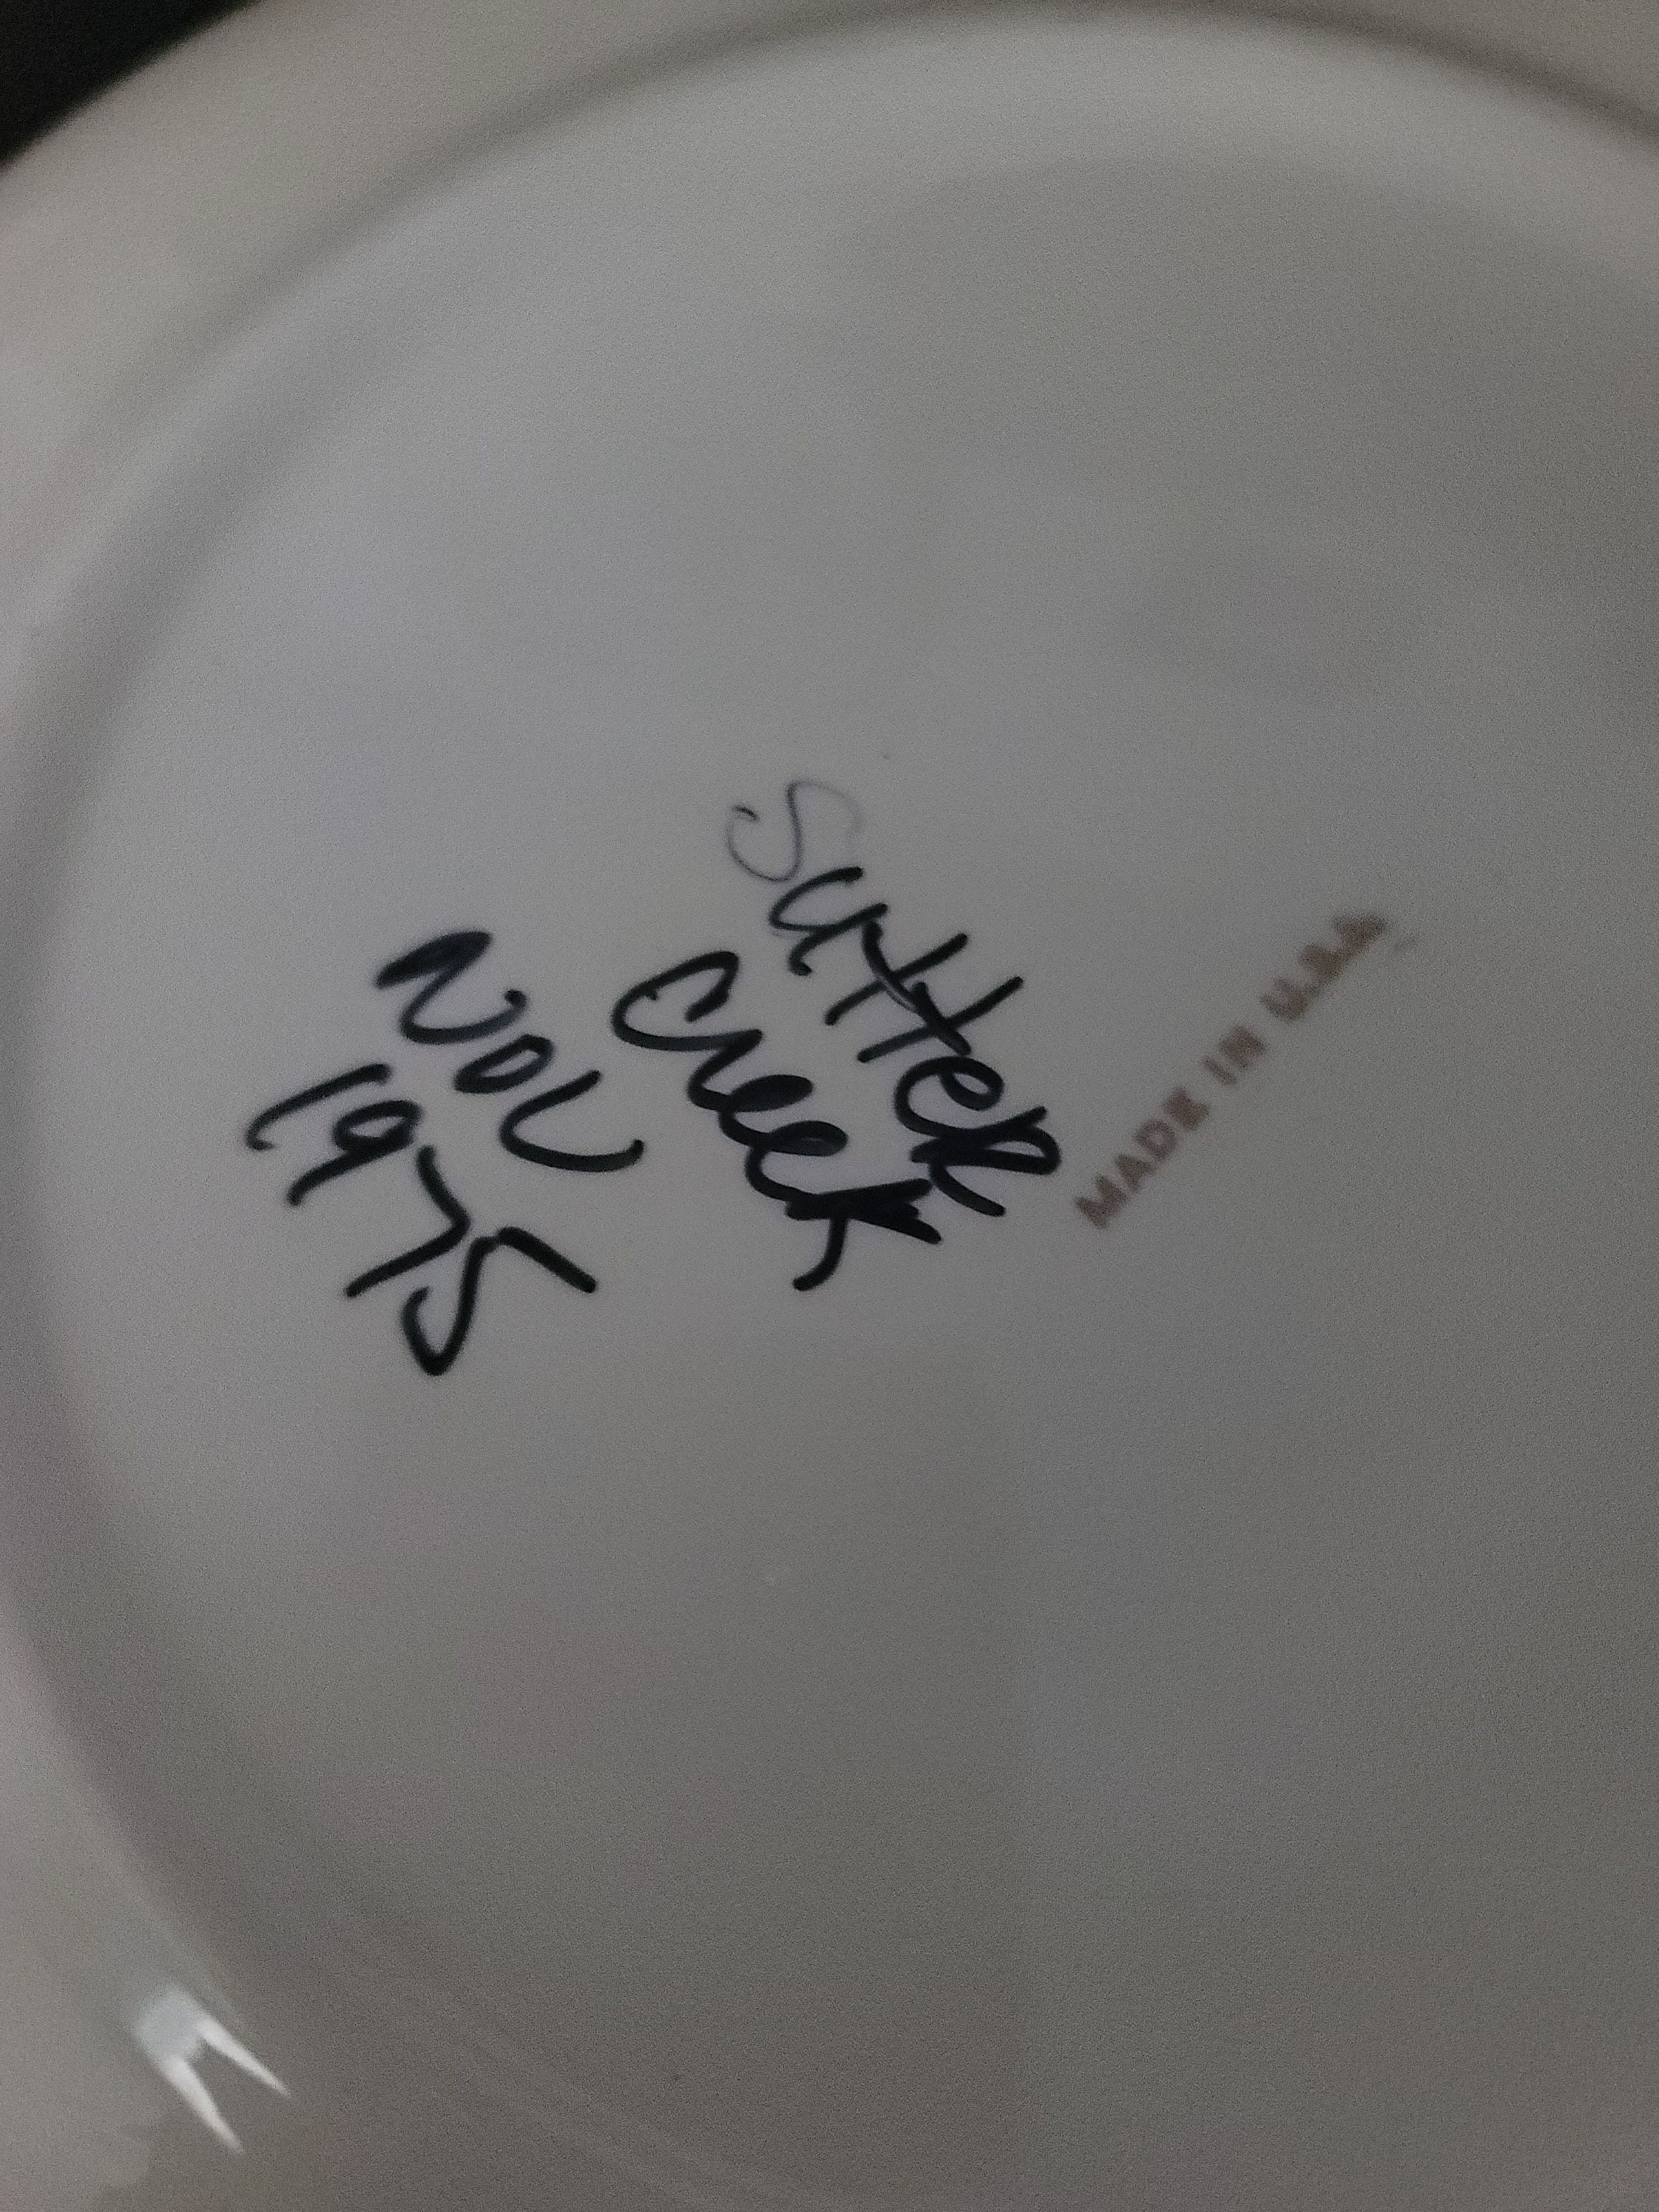 Sutter
Creek
Nov
1975
MADE IN U.S.A.